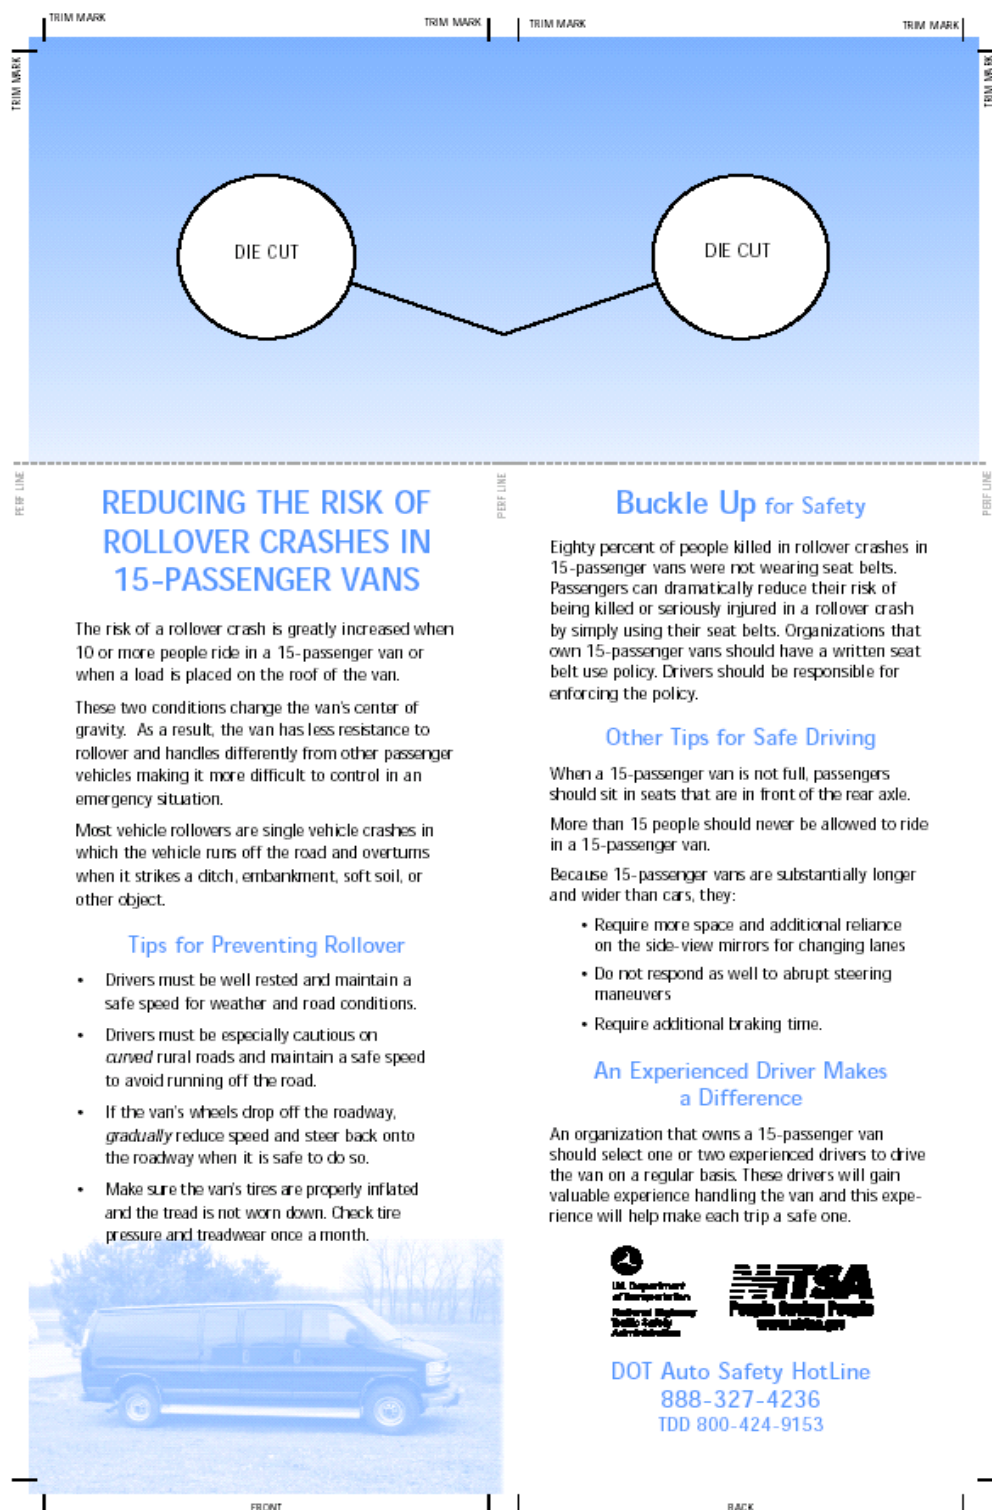 TRIM MARK
TRIM MARK
TRIM MARK
TRIM MARK
TRIM MARK
TRIM MARK
DIE CUT
DIE CUT
PERF LINE
PERF LINE
PERF LINE
REDUCING THE RISK OF
ROLLOVER CRASHES IN
15-PASSENGER VANS
The risk of a rollover crash is greatly increased when
10 or more people ride in a 15-passenger van or
when a load is placed on the roof of the van.
These two conditions change the van's center of
gravity. As a result, the van has less resistance to
rollover and handles differently from other passenger
vehicles making it more difficult to control in an
emergency situation.
Most vehicle rollovers are single vehicle crashes in
which the vehicle runs off the road and overturns
when it strikes a ditch, embankment, soft soil, or
other object.
Tips for Preventing Rollover
• Drivers must be well rested and maintain a
safe speed for weather and road conditions.
• Drivers must be especially cautious on
curved rural roads and maintain a safe speed
to avoid running off the road.
• If the van's wheels drop off the roadway,
gradually reduce speed and steer back onto
the roadway when it is safe to do so.
• Make sure the van's tires are properly inflated
and the tread is not worn down. Check tire
pressure and treadwear once a month.
FRONT
Buckle Up for Safety
Eighty percent of people killed in rollover crashes in
15-passenger vans were not wearing seat belts.
Passengers can dramatically reduce their risk of
being killed or seriously injured in a rollover crash
by simply using their seat belts. Organizations that
own 15-passenger vans should have a written seat
belt use policy. Drivers should be responsible for
enforcing the policy.
Other Tips for Safe Driving
When a 15-passenger van is not full, passengers
should sit in seats that are in front of the rear axle.
More than 15 people should never be allowed to ride
in a 15-passenger van.
Because 15-passenger vans are substantially longer
and wider than cars, they:
• Require more space and additional reliance
on the side-view mirrors for changing lanes
• Do not respond as well to abrupt steering
maneuvers
• Require additional braking time.
An Experienced Driver Makes
a Difference
An organization that owns a 15-passenger van
should select one or two experienced drivers to drive
the van on a regular basis. These drivers will gain
valuable experience handling the van and this expe-
rience will help make each trip a safe one.
U.S. Department
of Transportation
National Highway
Traffic Safety
Administration
NHTSA
People Saving People
www.nhtsa.gov
DOT Auto Safety HotLine
888-327-4236
TDD 800-424-9153
BACK